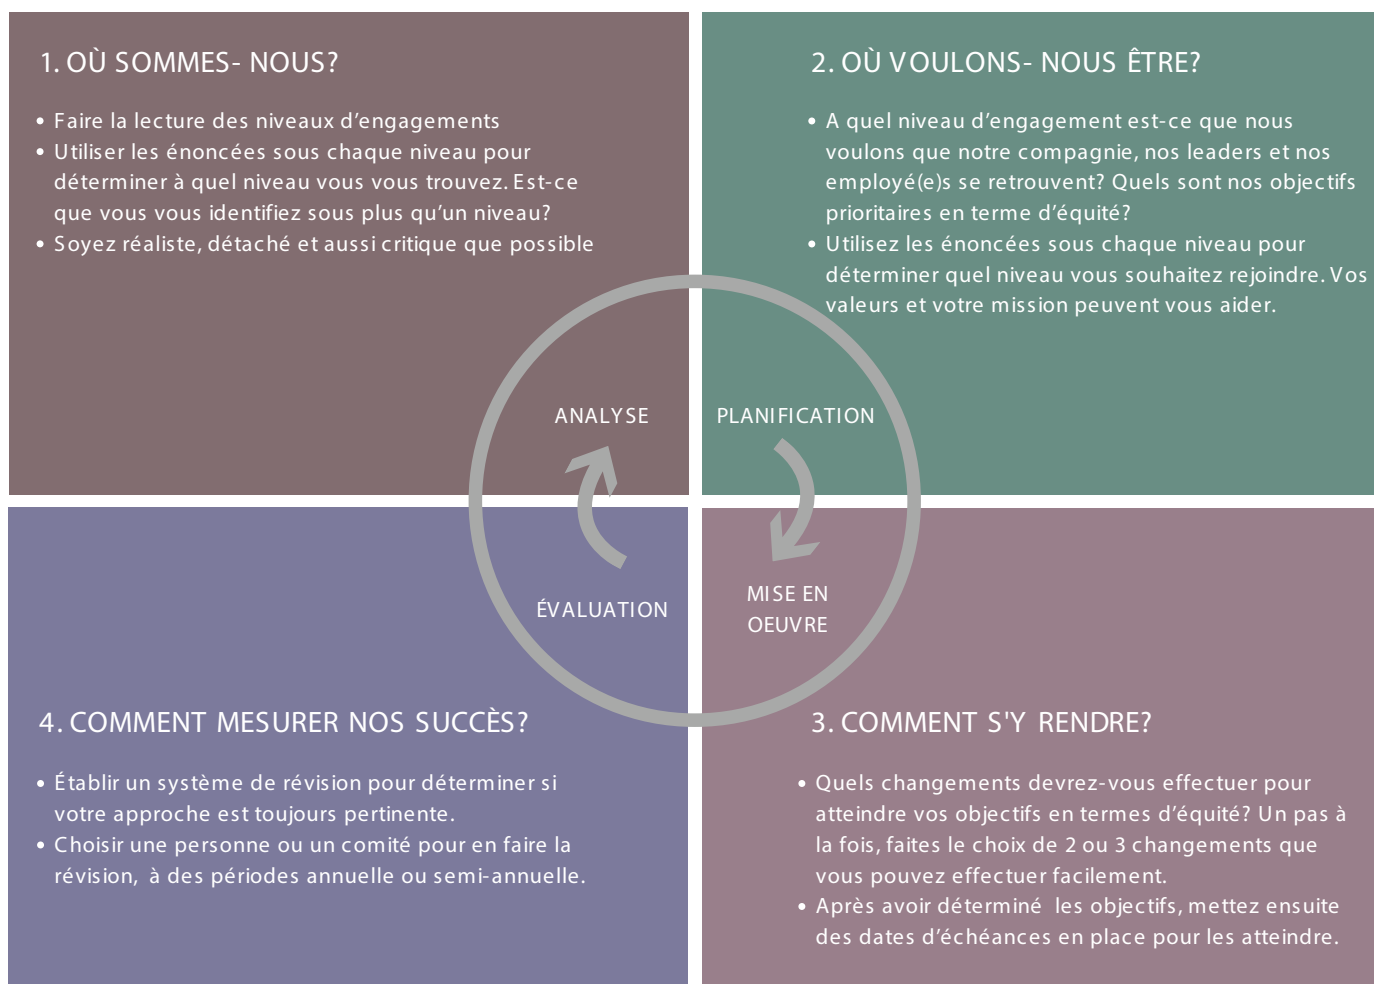 1. OÙ SOMMES- NOUS?
• Faire la lecture des niveaux d’engagements
• Utiliser les énoncées sous chaque niveau pour
déterminer à quel niveau vous vous trouvez. Est-ce
que vous vous identifiez sous plus qu’un niveau?
• Soyez réaliste, détaché et aussi critique que possible
2. OÙ VOULONS- NOUS ÊTRE?
• A quel niveau d’engagement est-ce que nous
voulons que notre compagnie, nos leaders et nos
employé(e)s se retrouvent? Quels sont nos objectifs
prioritaires en terme d’équité?
• Utilisez les énoncées sous chaque niveau pour
déterminer quel niveau vous souhaitez rejoindre. Vos
valeurs et votre mission peuvent vous aider.
ANALYSE
PLANIFICATION
ÉVALUATION
MISE EN
OEUVRE
4. COMMENT MESURER NOS SUCCÈS?
• Établir un système de révision pour déterminer si
votre approche est toujours pertinente.
• Choisir une personne ou un comité pour en faire la
révision, à des périodes annuelle ou semi-annuelle.
3. COMMENT S'Y RENDRE?
• Quels changements devrez-vous effectuer pour
atteindre vos objectifs en termes d’équité? Un pas à
la fois, faites le choix de 2 ou 3 changements que
vous pouvez effectuer facilement.
• Après avoir déterminé les objectifs, mettez ensuite
des dates d’échéances en place pour les atteindre.